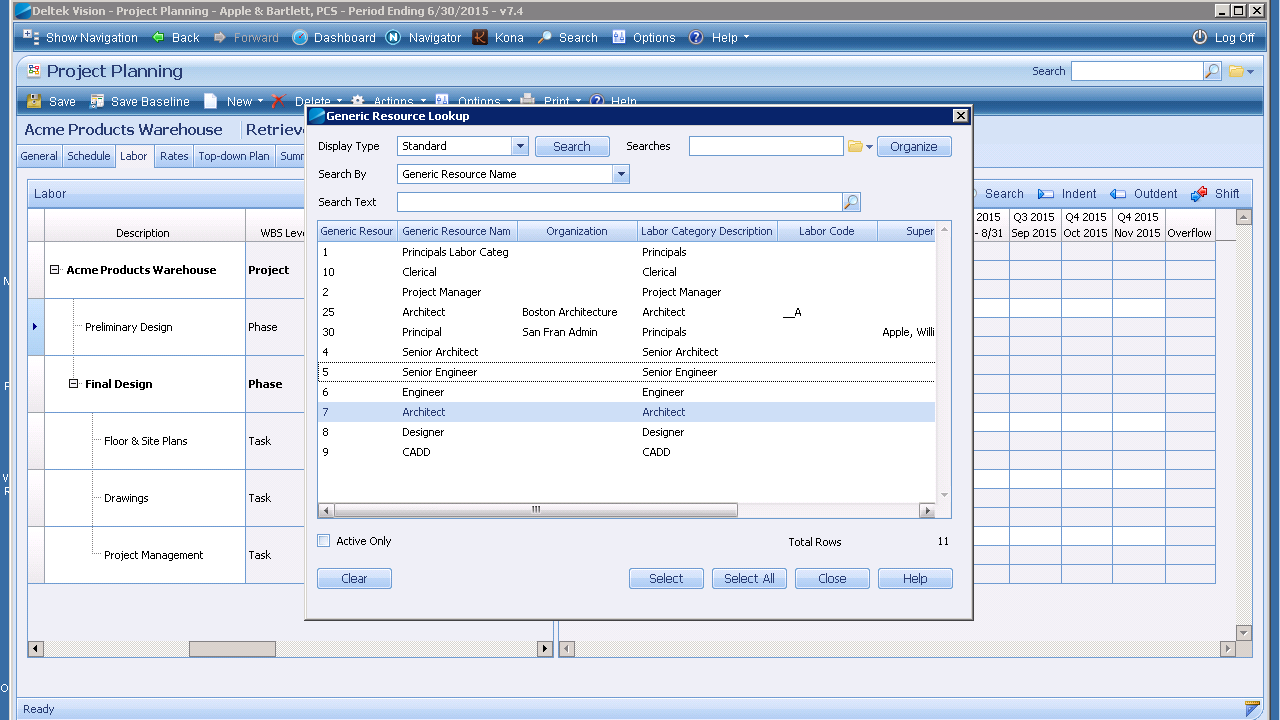 Deltek Vision - Project Planning - Apple & Bartlett, PCS - Period Ending 6/30/2015 - v7.4
Show Navigation Back Forward Dashboard Navigator Kona Search Options Help Log Off
Project Planning Search
Save Save Baseline New Delete Actions Options Print Help
Acme Products Warehouse Retrieve
General Schedule Labor Rates Top-down Plan Sum
Labor Search Indent Outdent Shift
Description WBS Leve
Acme Products Warehouse Project
Preliminary Design Phase
Final Design Phase
Floor & Site Plans Task
Drawings Task
Project Management Task
Generic Resource Lookup
Display Type Standard Search Searches Organize
Search By Generic Resource Name
Search Text
Generic Resour Generic Resource Nam Organization Labor Category Description Labor Code Super
1 Principals Labor Categ Principals
10 Clerical Clerical
2 Project Manager Project Manager
25 Architect Boston Architecture Architect __A
30 Principal San Fran Admin Principals Apple, Willi
4 Senior Architect Senior Architect
5 Senior Engineer Senior Engineer
6 Engineer Engineer
7 Architect Architect
8 Designer Designer
9 CADD CADD
Active Only Total Rows 11
Clear Select Select All Close Help
2015 Q3 2015 Q4 2015 Q4 2015
- 8/31 Sep 2015 Oct 2015 Nov 2015 Overflow
Ready